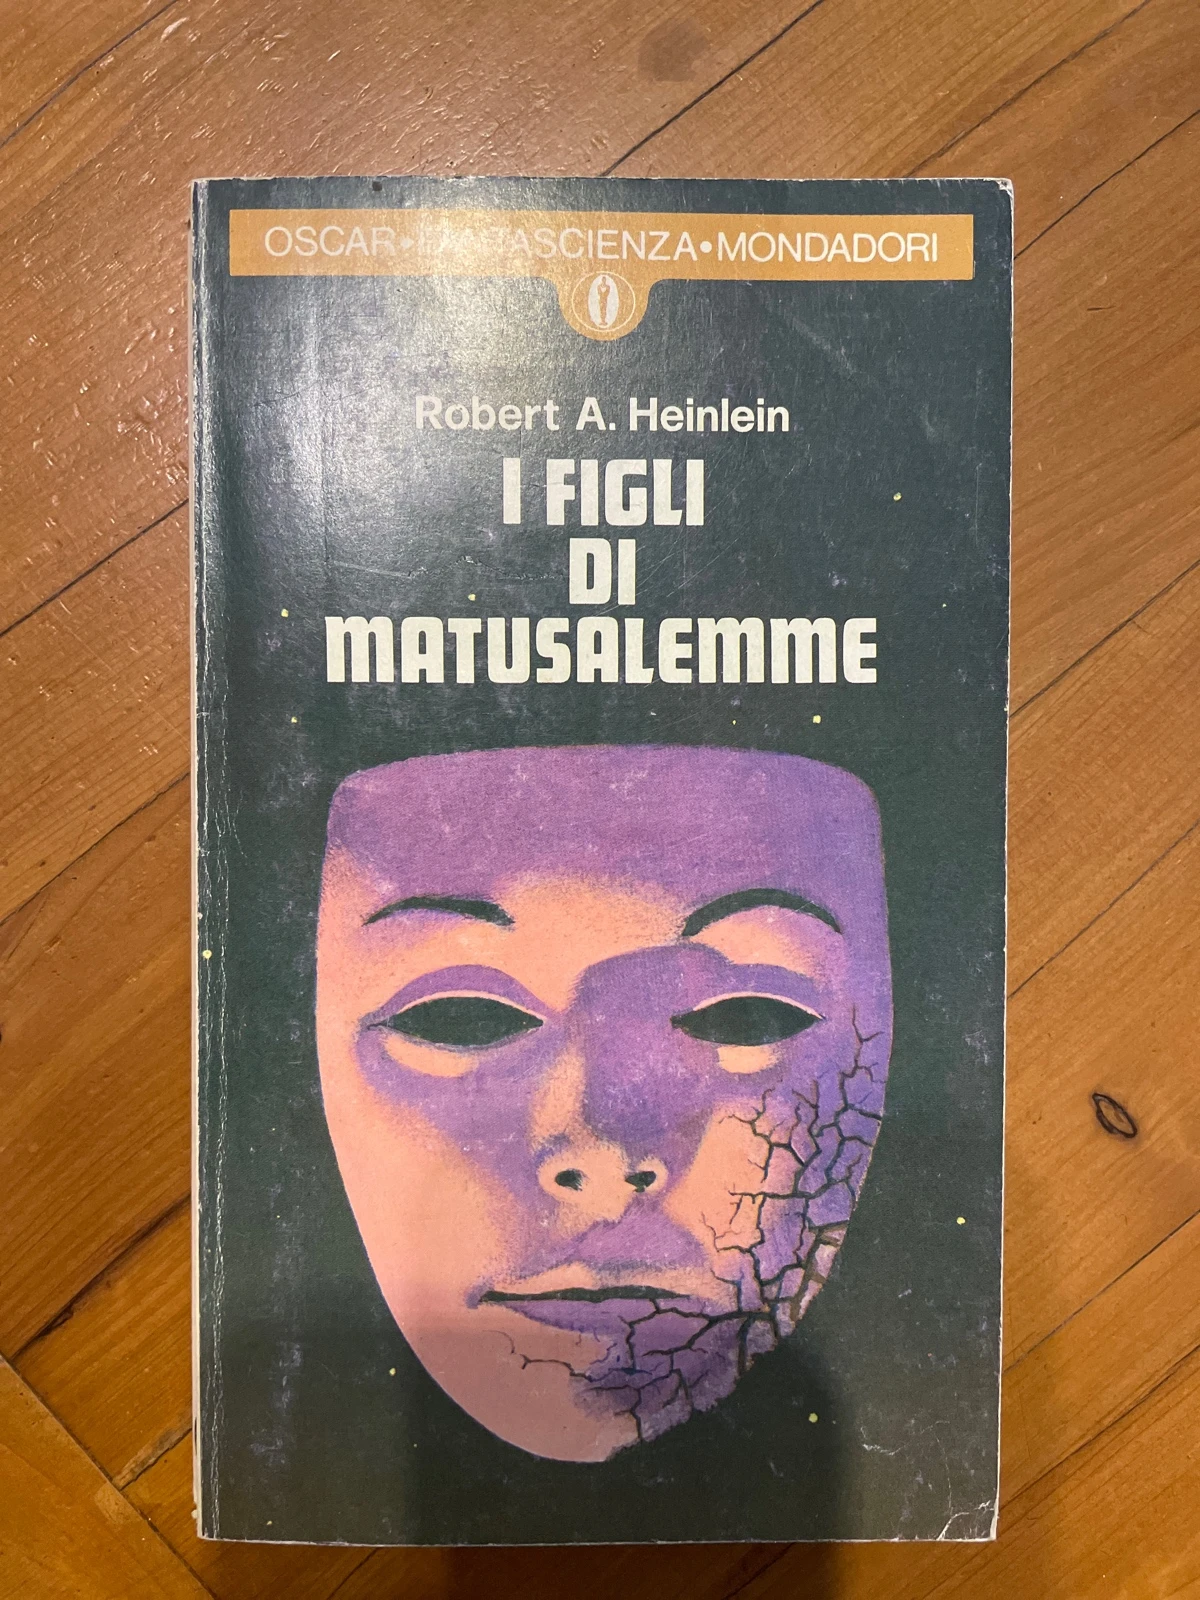 OSCAR•FANTASCIENZA•MONDADORI
Robert A. Heinlein
I FIGLI
DI
MATUSALEMME